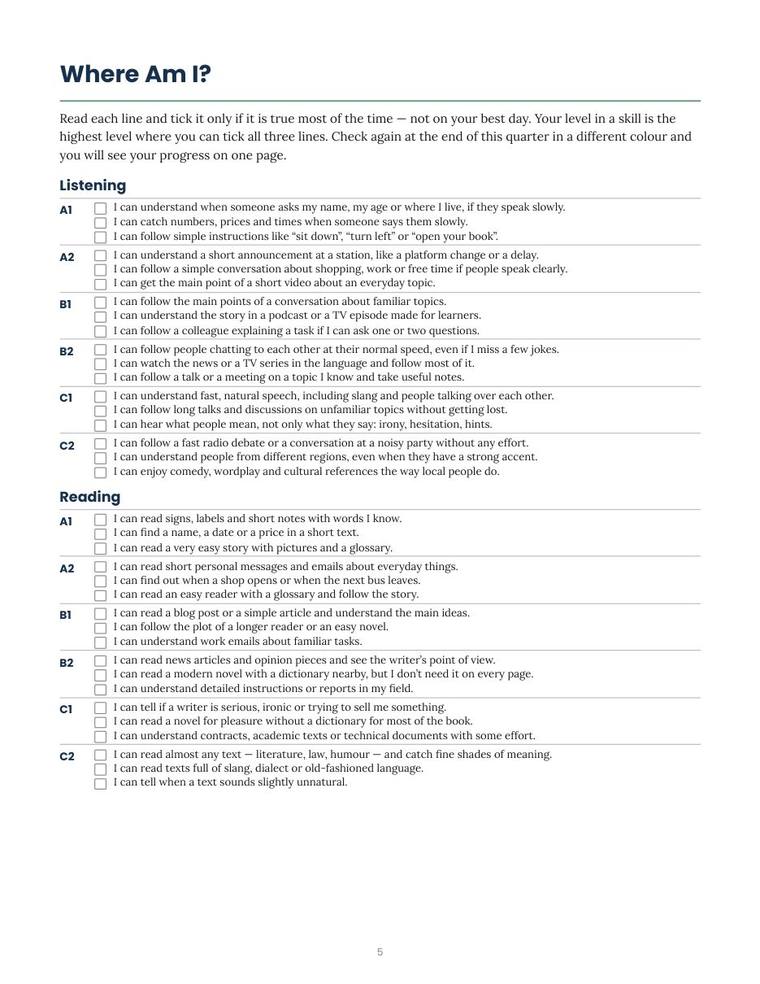 Where Am I?
Read each line and tick it only if it is true most of the time — not on your best day. Your level in a skill is the
highest level where you can tick all three lines. Check again at the end of this quarter in a different colour and
you will see your progress on one page.
Listening
A1
I can understand when someone asks my name, my age or where I live, if they speak slowly.
I can catch numbers, prices and times when someone says them slowly.
I can follow simple instructions like “sit down”, “turn left” or “open your book”.
A2
I can understand a short announcement at a station, like a platform change or a delay.
I can follow a simple conversation about shopping, work or free time if people speak clearly.
I can get the main point of a short video about an everyday topic.
B1
I can follow the main points of a conversation about familiar topics.
I can understand the story in a podcast or a TV episode made for learners.
I can follow a colleague explaining a task if I can ask one or two questions.
B2
I can follow people chatting to each other at their normal speed, even if I miss a few jokes.
I can watch the news or a TV series in the language and follow most of it.
I can follow a talk or a meeting on a topic I know and take useful notes.
C1
I can understand fast, natural speech, including slang and people talking over each other.
I can follow long talks and discussions on unfamiliar topics without getting lost.
I can hear what people mean, not only what they say: irony, hesitation, hints.
C2
I can follow a fast radio debate or a conversation at a noisy party without any effort.
I can understand people from different regions, even when they have a strong accent.
I can enjoy comedy, wordplay and cultural references the way local people do.
Reading
A1
I can read signs, labels and short notes with words I know.
I can find a name, a date or a price in a short text.
I can read a very easy story with pictures and a glossary.
A2
I can read short personal messages and emails about everyday things.
I can find out when a shop opens or when the next bus leaves.
I can read an easy reader with a glossary and follow the story.
B1
I can read a blog post or a simple article and understand the main ideas.
I can follow the plot of a longer reader or an easy novel.
I can understand work emails about familiar tasks.
B2
I can read news articles and opinion pieces and see the writer’s point of view.
I can read a modern novel with a dictionary nearby, but I don’t need it on every page.
I can understand detailed instructions or reports in my field.
C1
I can tell if a writer is serious, ironic or trying to sell me something.
I can read a novel for pleasure without a dictionary for most of the book.
I can understand contracts, academic texts or technical documents with some effort.
C2
I can read almost any text — literature, law, humour — and catch fine shades of meaning.
I can read texts full of slang, dialect or old-fashioned language.
I can tell when a text sounds slightly unnatural.
5